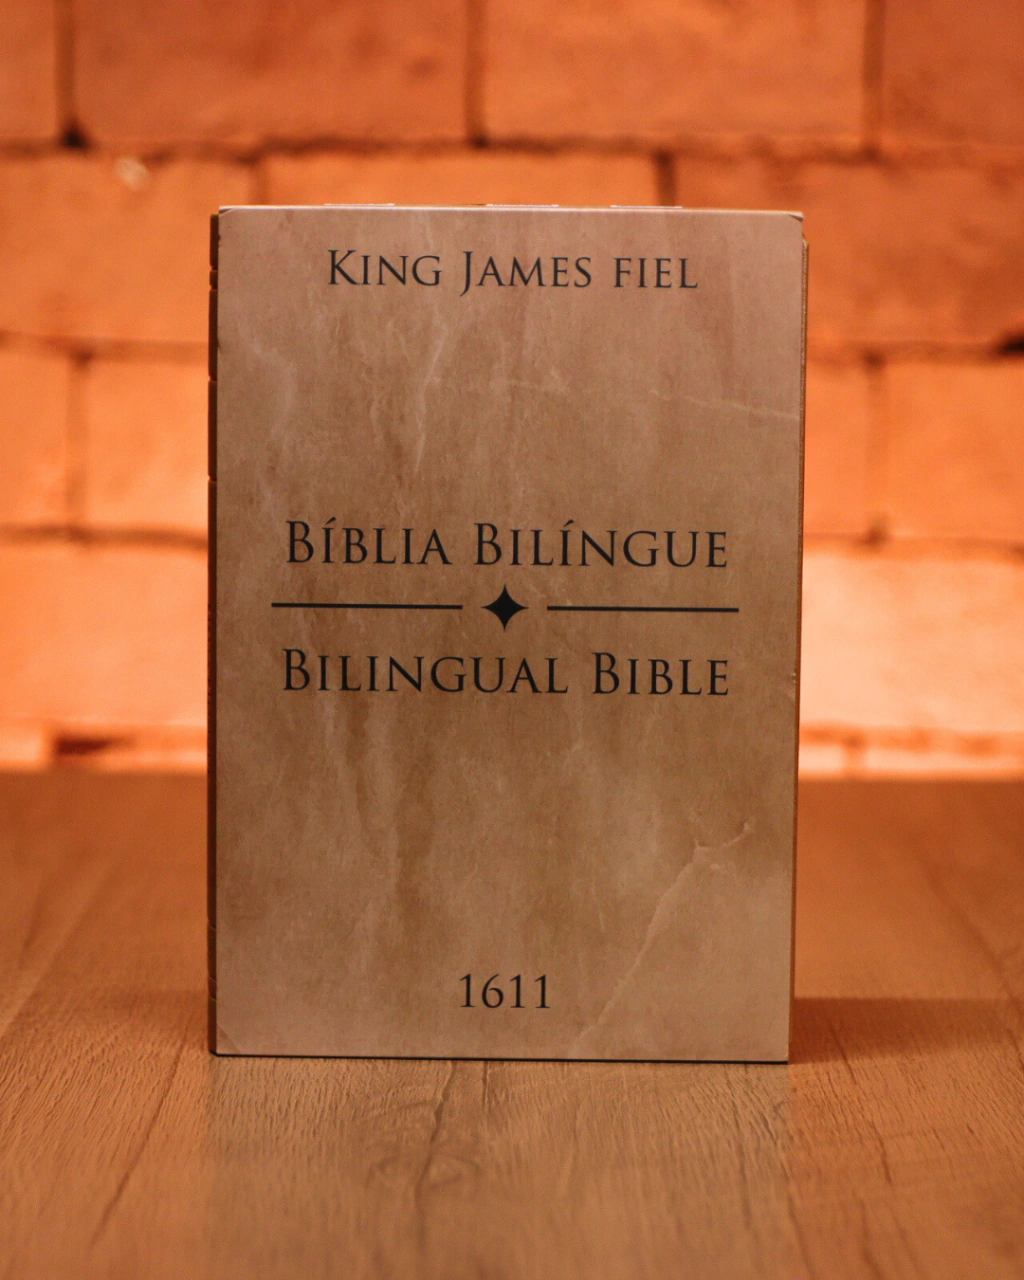 King James fiel
Bíblia Bilíngue
Bilingual Bible
1611